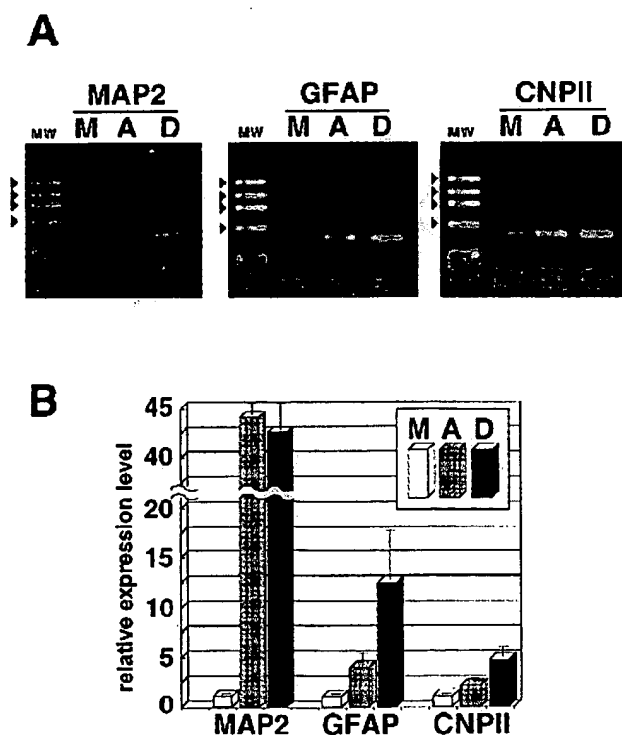 A
MAP2 GFAP CNPII
MW M A D MW M A D MW M A D
B
relative expression level
45
40
20
15
10
5
0
M A D
MAP2 GFAP CNPII